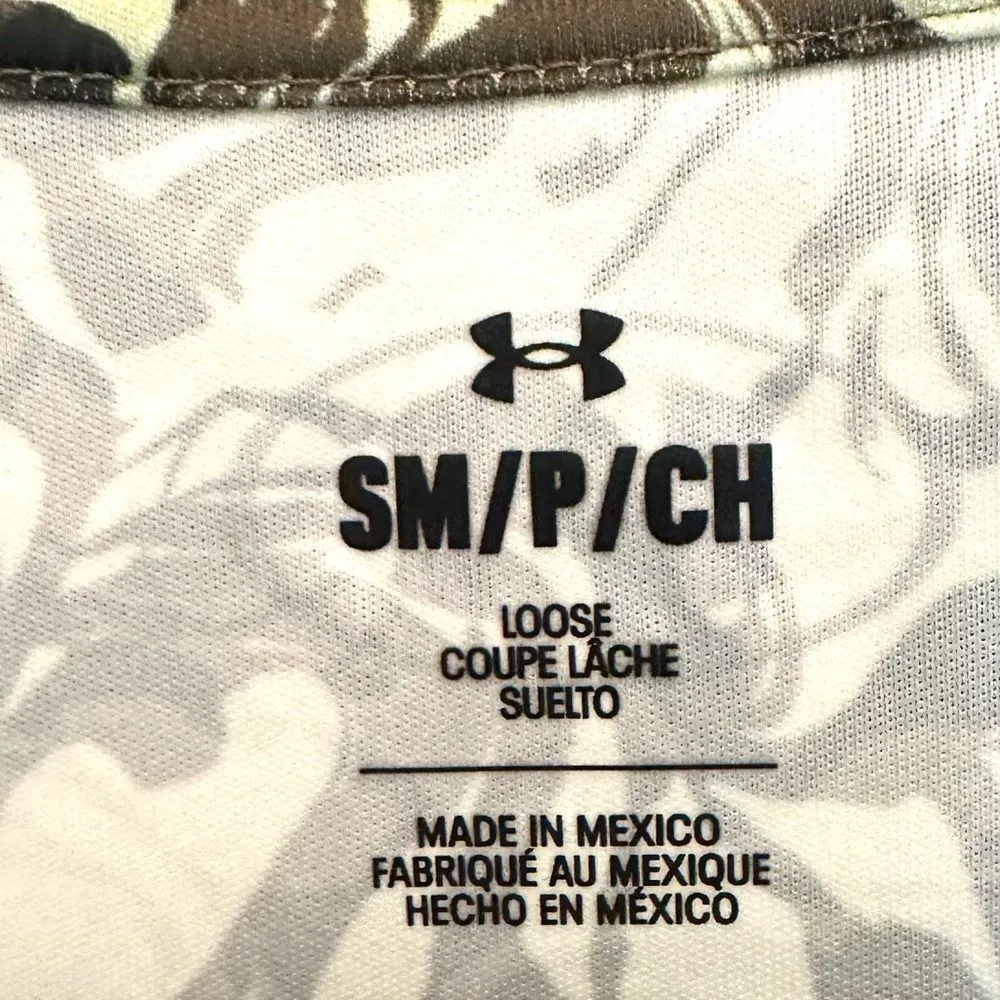 SM/P/CH
LOOSE
COUPE LÂCHE
SUELTO
MADE IN MEXICO
FABRIQUÉ AU MEXIQUE
HECHO EN MÉXICO